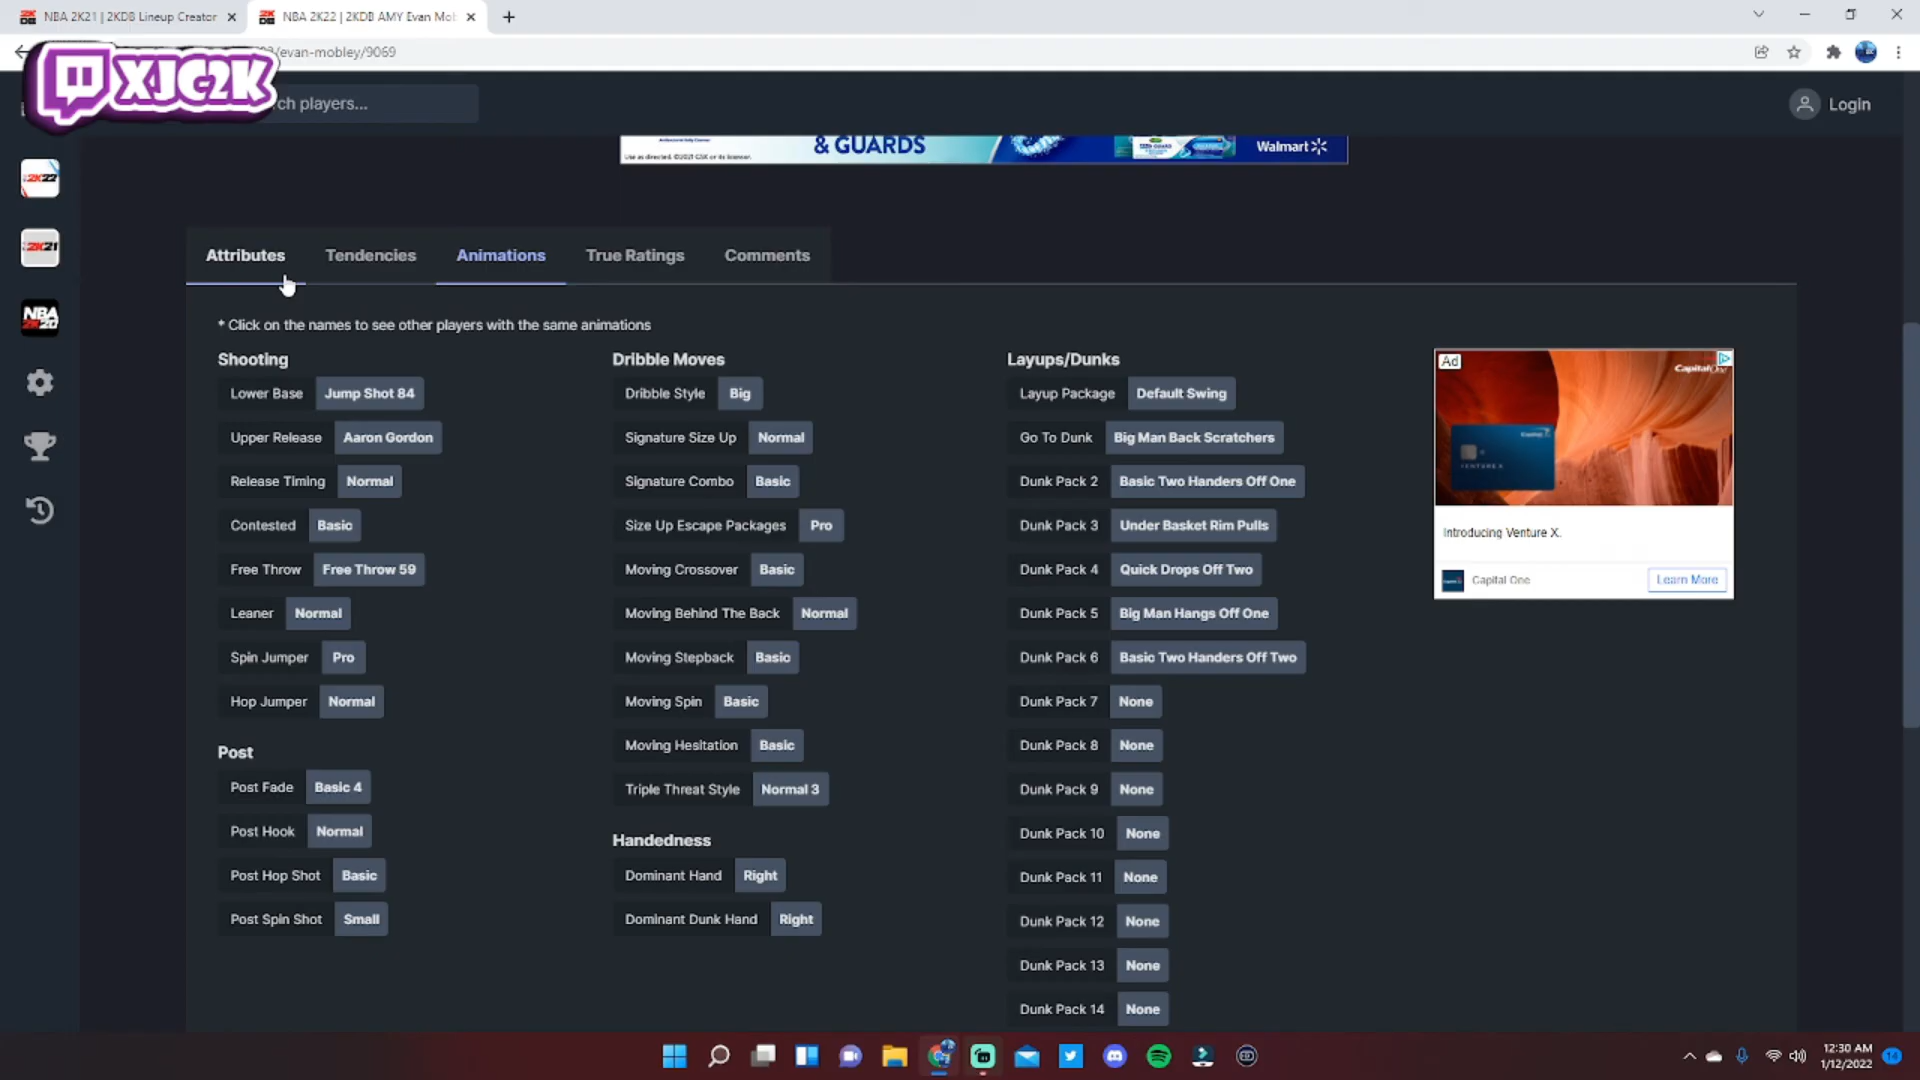 NBA 2K21 | 2KDB Lineup Creator
NBA 2K22 | 2KDB AMY Evan Mob
/evan-mobley/9069
XJC2K
ch players...
Login
& GUARDS
Walmart
2K22
2K21
NBA 2K20
Attributes Tendencies Animations True Ratings Comments
* Click on the names to see other players with the same animations
Shooting
Lower Base Jump Shot 84
Upper Release Aaron Gordon
Release Timing Normal
Contested Basic
Free Throw Free Throw 59
Leaner Normal
Spin Jumper Pro
Hop Jumper Normal
Post
Post Fade Basic 4
Post Hook Normal
Post Hop Shot Basic
Post Spin Shot Small
Dribble Moves
Dribble Style Big
Signature Size Up Normal
Signature Combo Basic
Size Up Escape Packages Pro
Moving Crossover Basic
Moving Behind The Back Normal
Moving Stepback Basic
Moving Spin Basic
Moving Hesitation Basic
Triple Threat Style Normal 3
Handedness
Dominant Hand Right
Dominant Dunk Hand Right
Layups/Dunks
Layup Package Default Swing
Go To Dunk Big Man Back Scratchers
Dunk Pack 2 Basic Two Handers Off One
Dunk Pack 3 Under Basket Rim Pulls
Dunk Pack 4 Quick Drops Off Two
Dunk Pack 5 Big Man Hangs Off One
Dunk Pack 6 Basic Two Handers Off Two
Dunk Pack 7 None
Dunk Pack 8 None
Dunk Pack 9 None
Dunk Pack 10 None
Dunk Pack 11 None
Dunk Pack 12 None
Dunk Pack 13 None
Dunk Pack 14 None
Ad
Capital One
VENTURE X
Introducing Venture X.
Capital One
Learn More
12:30 AM
1/12/2022
14